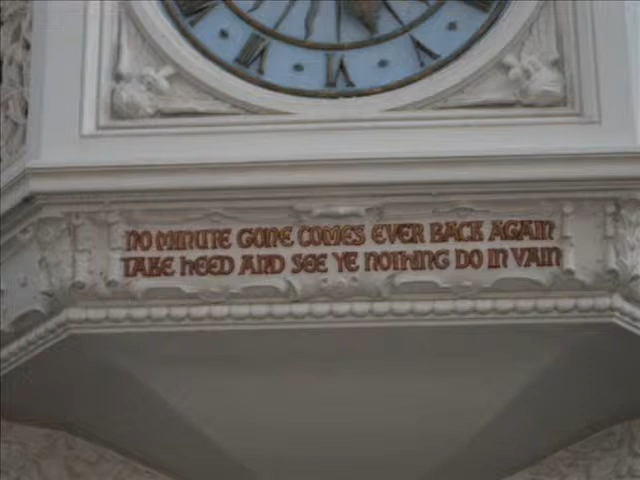 NO MINUTE GONE COMES EVER BACK AGAIN
TAKE HEED AND SEE YE NOTHING DO IN VAIN